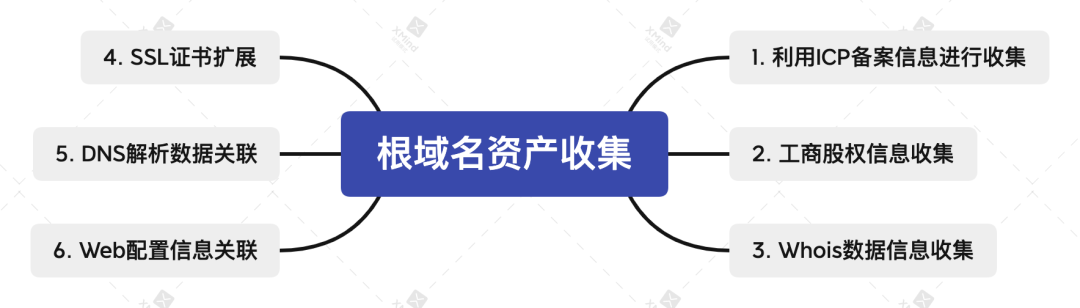 根域名资产收集
1. 利用ICP备案信息进行收集
2. 工商股权信息收集
3. Whois数据信息收集
4. SSL证书扩展
5. DNS解析数据关联
6. Web配置信息关联
XMind
XMind